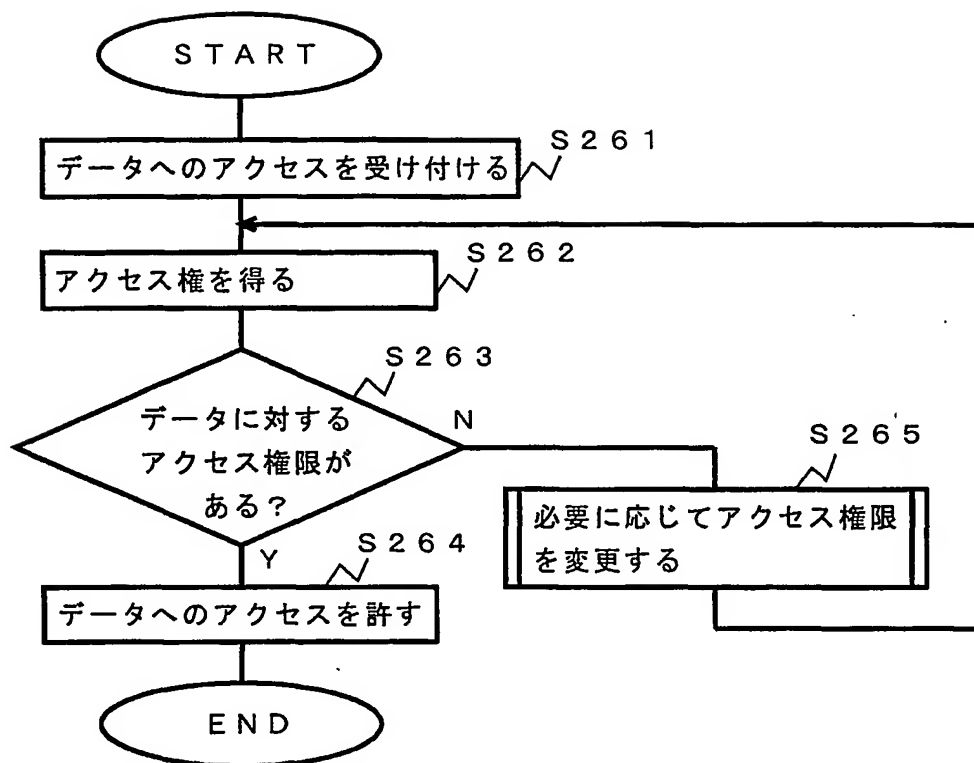 ＳＴＡＲＴ
Ｓ２６１
データへのアクセスを受け付ける
Ｓ２６２
アクセス権を得る
Ｓ２６３
データに対する
アクセス権限が
ある？
Ｎ
Ｙ
Ｓ２６５
必要に応じてアクセス権限
を変更する
Ｓ２６４
データへのアクセスを許す
ＥＮＤ